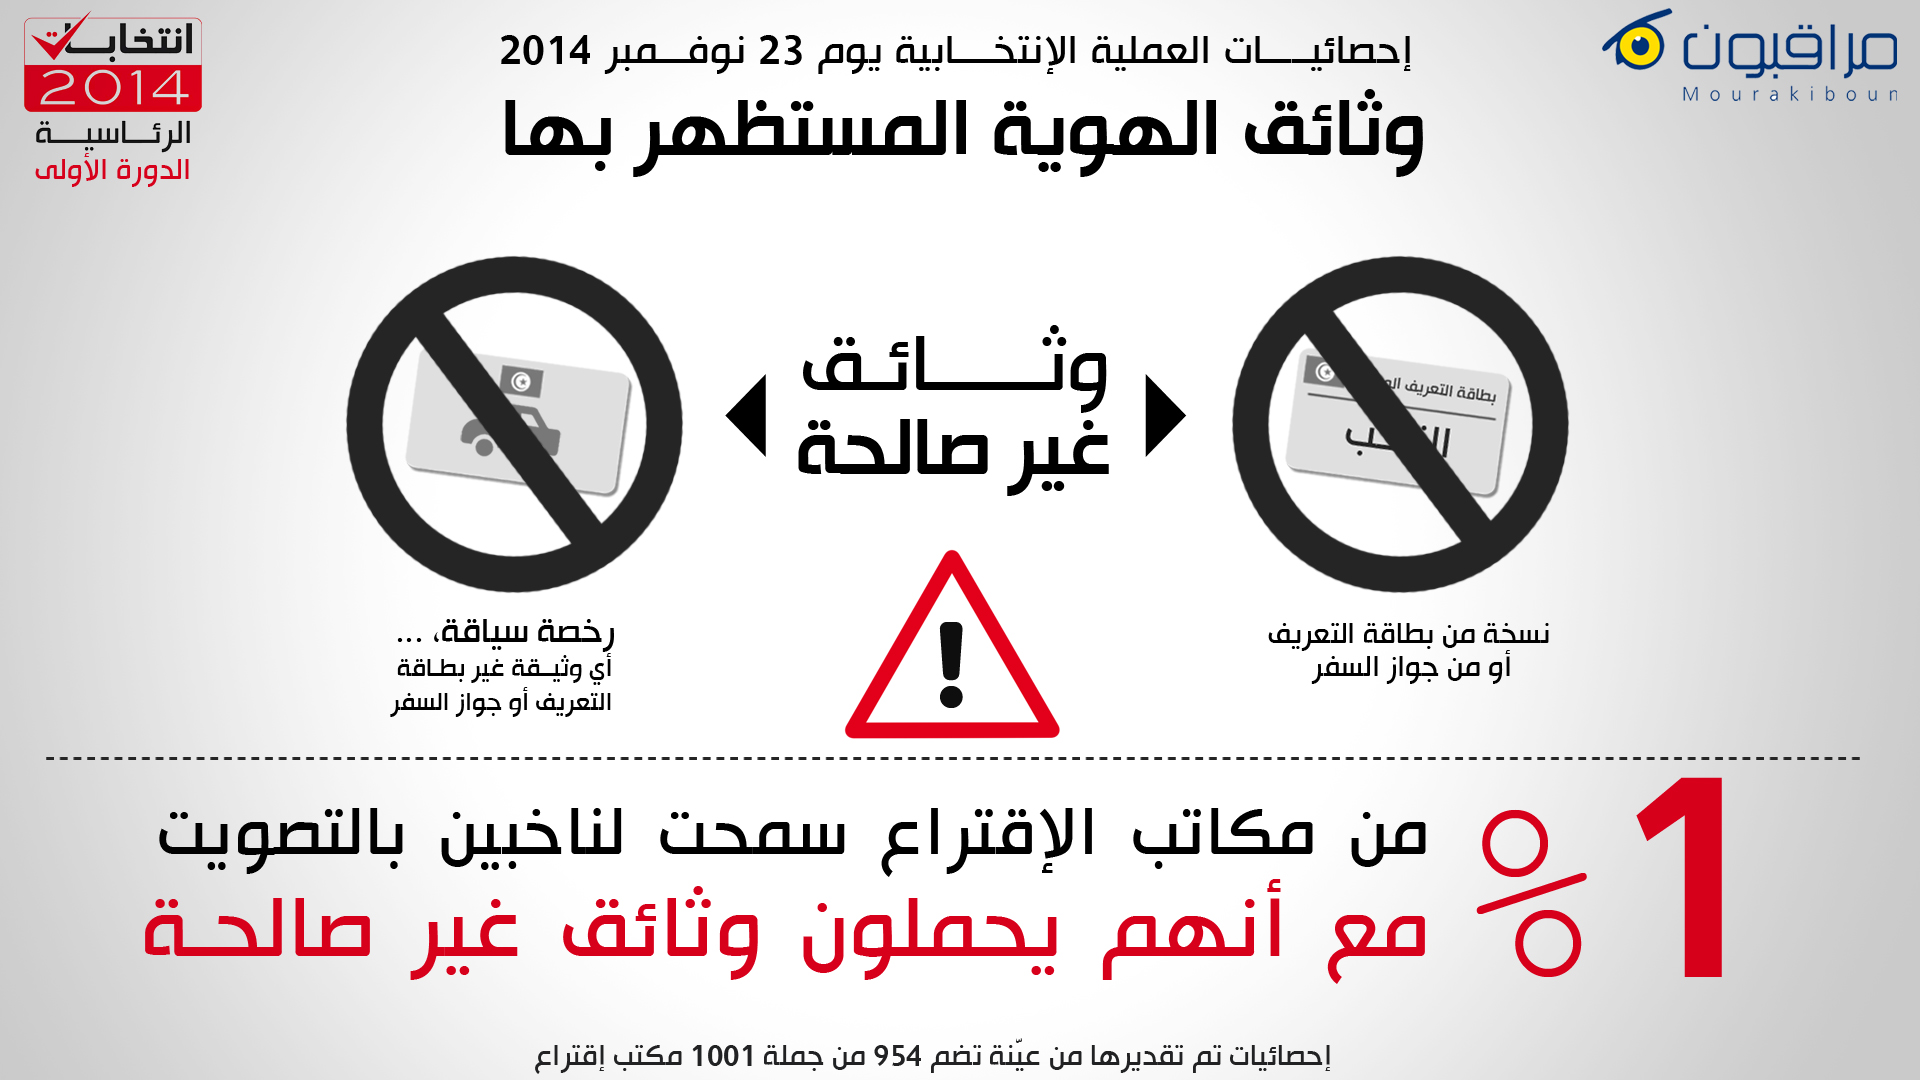 مراقبون
Mourakiboun
انتخابات
2014
الرئاسية
الدورة الأولى
إحصائيات العملية الإنتخابية يوم 23 نوفمبر 2014
وثائق الهوية المستظهر بها
بطاقة التعريف
وثائق
غير صالحة
نسخة من بطاقة التعريف
أو من جواز السفر
رخصة سياقة، ...
أي وثيقة غير بطاقة
التعريف أو جواز السفر
!
1%
من مكاتب الإقتراع سمحت لناخبين بالتصويت
مع أنهم يحملون وثائق غير صالحة
إحصائيات تم تقديرها من عيّنة تضم 954 من جملة 1001 مكتب إقتراع